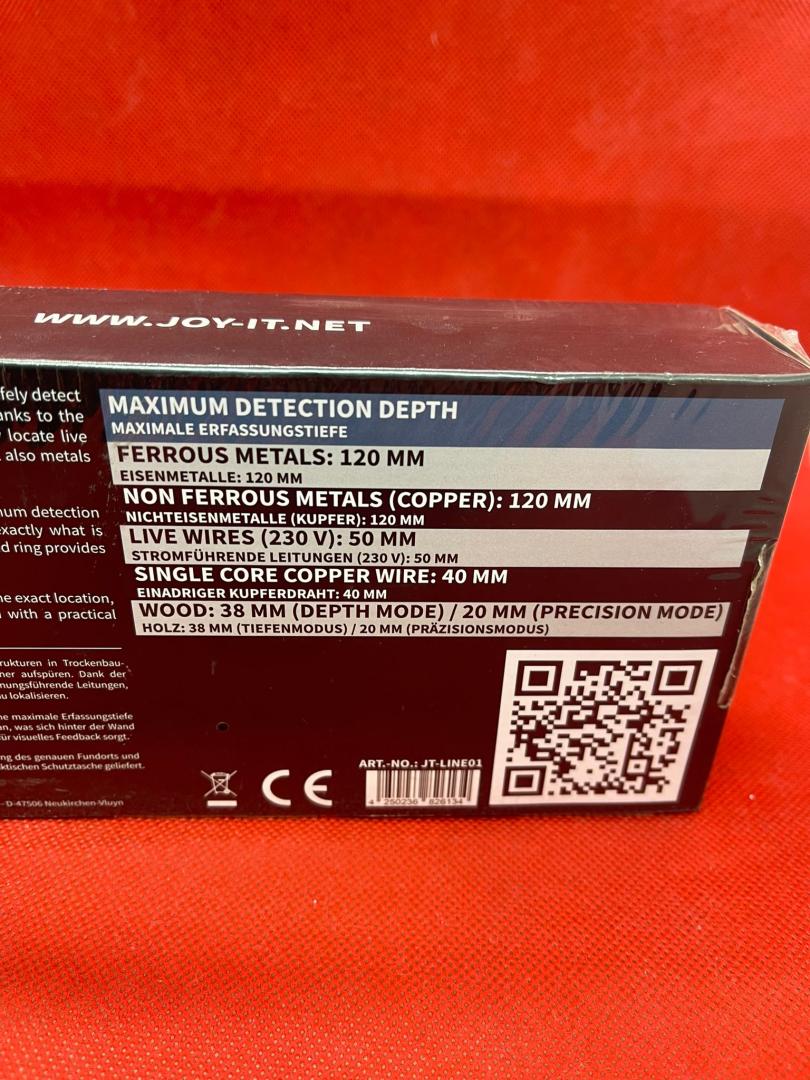 WWW.JOY-IT.NET
fely detect
anks to the
locate live
also metals
num detection
exactly what is
d ring provides
ne exact location,
with a practical
rukturen in Trockenbau-
ner aufspüren. Dank der
nungsführende Leitungen,
u lokalisieren.
ne maximale Erfassungstiefe
an, was sich hinter der Wand
für visuelles Feedback sorgt.
ng des genauen Fundorts und
ktischen Schutztasche geliefert.
D-47506 Neukirchen-Vluyn
MAXIMUM DETECTION DEPTH
MAXIMALE ERFASSUNGSTIEFE
FERROUS METALS: 120 MM
EISENMETALLE: 120 MM
NON FERROUS METALS (COPPER): 120 MM
NICHTEISENMETALLE (KUPFER): 120 MM
LIVE WIRES (230 V): 50 MM
STROMFÜHRENDE LEITUNGEN (230 V): 50 MM
SINGLE CORE COPPER WIRE: 40 MM
EINADRIGER KUPFERDRAHT: 40 MM
WOOD: 38 MM (DEPTH MODE) / 20 MM (PRECISION MODE)
HOLZ: 38 MM (TIEFENMODUS) / 20 MM (PRÄZISIONSMODUS)
CE
ART.-NO.: JT-LINE01
4 250236 826134